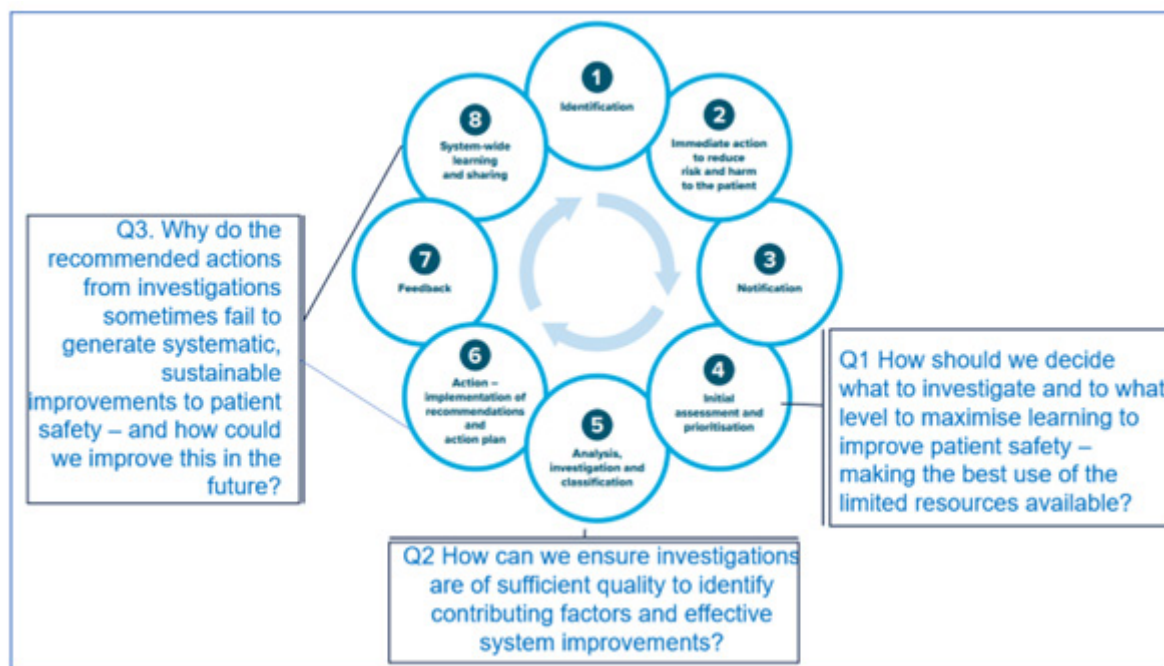 1
Identification
2
Immediate action
to reduce
risk and harm
to the patient
3
Notification
4
Initial
assessment and
prioritisation
5
Analysis,
investigation and
classification
6
Action –
implementation of
recommendations
and
action plan
7
Feedback
8
System-wide
learning
and sharing
Q1 How should we decide
what to investigate and to what
level to maximise learning to
improve patient safety –
making the best use of the
limited resources available?
Q2 How can we ensure investigations
are of sufficient quality to identify
contributing factors and effective
system improvements?
Q3. Why do the
recommended actions
from investigations
sometimes fail to
generate systematic,
sustainable
improvements to patient
safety – and how could
we improve this in the
future?